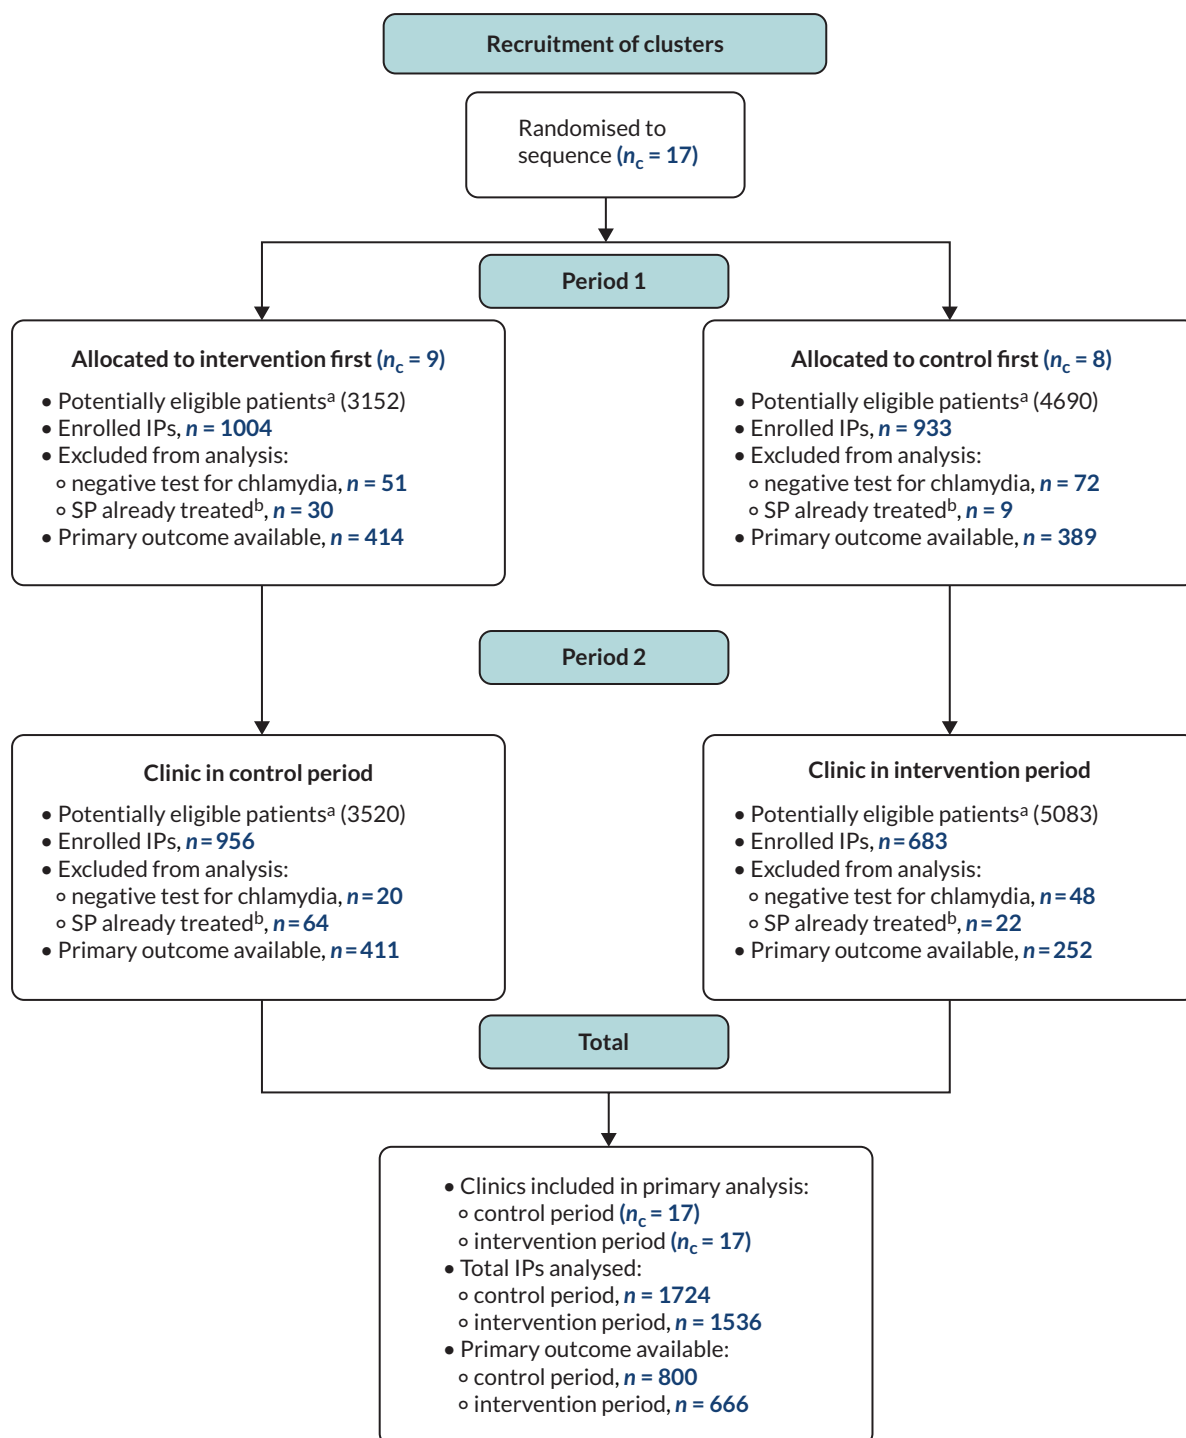 Recruitment of clusters
Randomised to
sequence (nc = 17)
Period 1
Allocated to intervention first (nc = 9)
• Potentially eligible patientsa (3152)
• Enrolled IPs, n = 1004
• Excluded from analysis:
∘ negative test for chlamydia, n = 51
∘ SP already treatedb, n = 30
• Primary outcome available, n = 414
Allocated to control first (nc = 8)
• Potentially eligible patientsa (4690)
• Enrolled IPs, n = 933
• Excluded from analysis:
∘ negative test for chlamydia, n = 72
∘ SP already treatedb, n = 9
• Primary outcome available, n = 389
Period 2
Clinic in control period
• Potentially eligible patientsa (3520)
• Enrolled IPs, n = 956
• Excluded from analysis:
∘ negative test for chlamydia, n = 20
∘ SP already treatedb, n = 64
• Primary outcome available, n = 411
Clinic in intervention period
• Potentially eligible patientsa (5083)
• Enrolled IPs, n = 683
• Excluded from analysis:
∘ negative test for chlamydia, n = 48
∘ SP already treatedb, n = 22
• Primary outcome available, n = 252
Total
• Clinics included in primary analysis:
∘ control period (nc = 17)
∘ intervention period (nc = 17)
• Total IPs analysed:
∘ control period, n = 1724
∘ intervention period, n = 1536
• Primary outcome available:
∘ control period, n = 800
∘ intervention period, n = 666